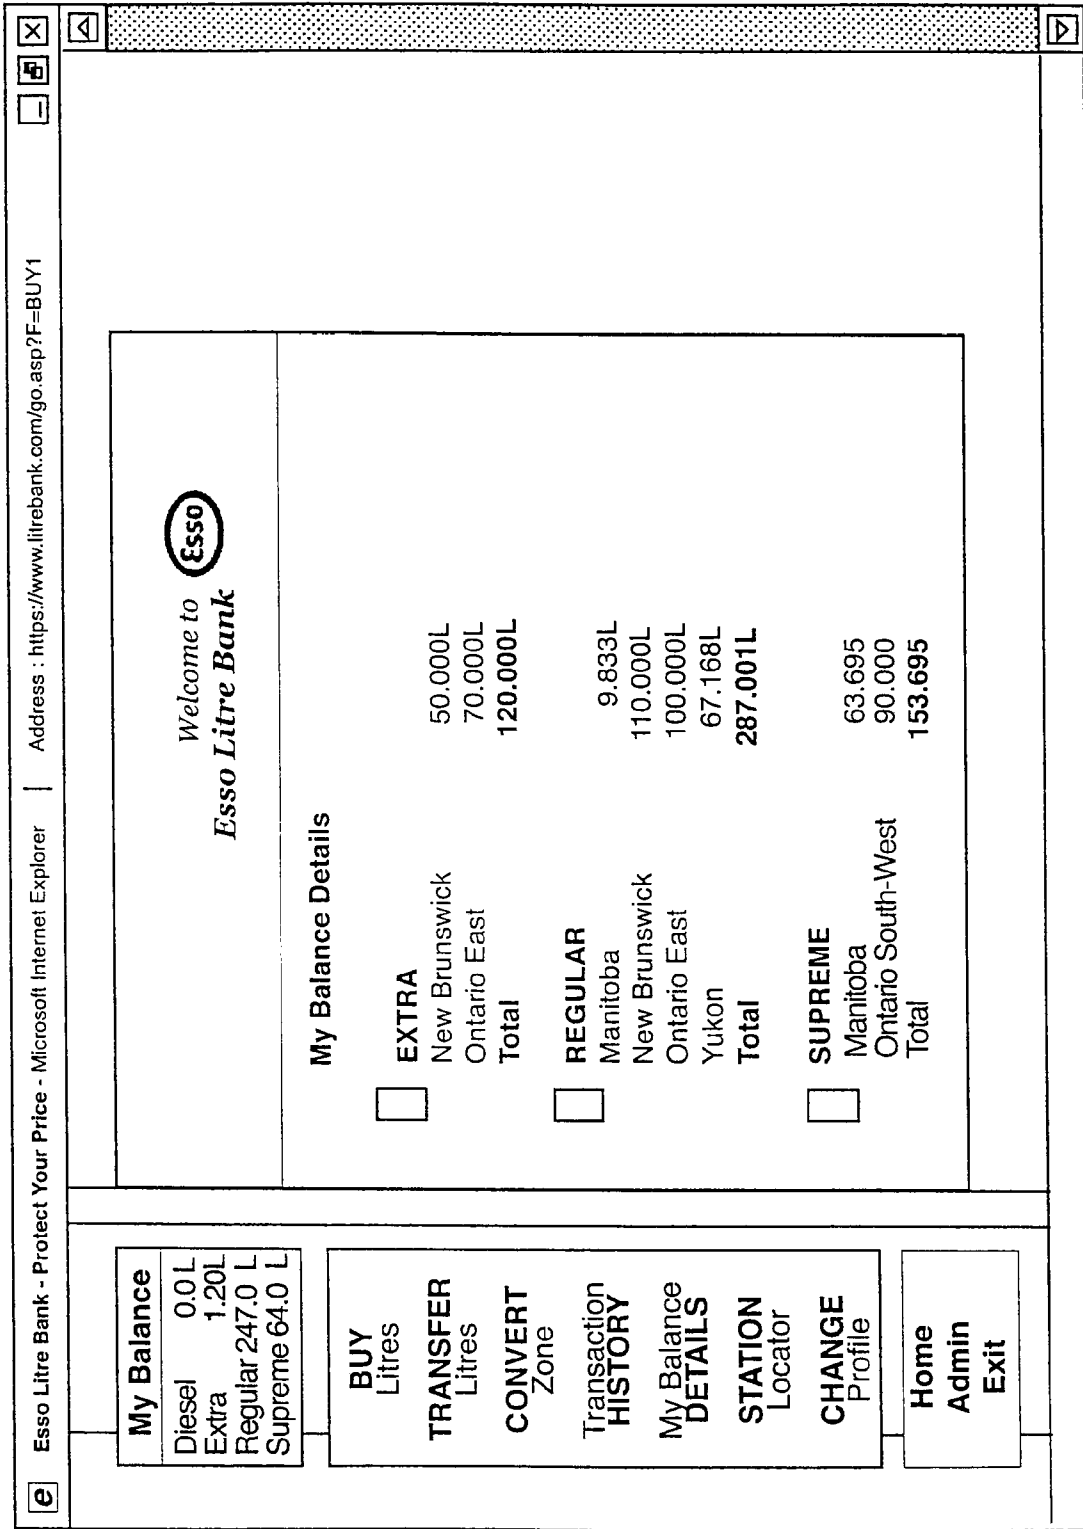 e Esso Litre Bank - Protect Your Price - Microsoft Internet Explorer | Address : https://www.litrebank.com/go.asp?F=BUY1
My Balance
Diesel 0.0 L
Extra 1.20L
Regular 247.0 L
Supreme 64.0 L
BUY
Litres
TRANSFER
Litres
CONVERT
Zone
Transaction
HISTORY
My Balance
DETAILS
STATION
Locator
CHANGE
Profile
Home
Admin
Exit
Welcome to
Esso Litre Bank
Esso
My Balance Details
EXTRA
New Brunswick 50.000L
Ontario East 70.000L
Total 120.000L
REGULAR
Manitoba 9.833L
New Brunswick 110.000L
Ontario East 100.000L
Yukon 67.168L
Total 287.001L
SUPREME
Manitoba 63.695
Ontario South-West 90.000
Total 153.695